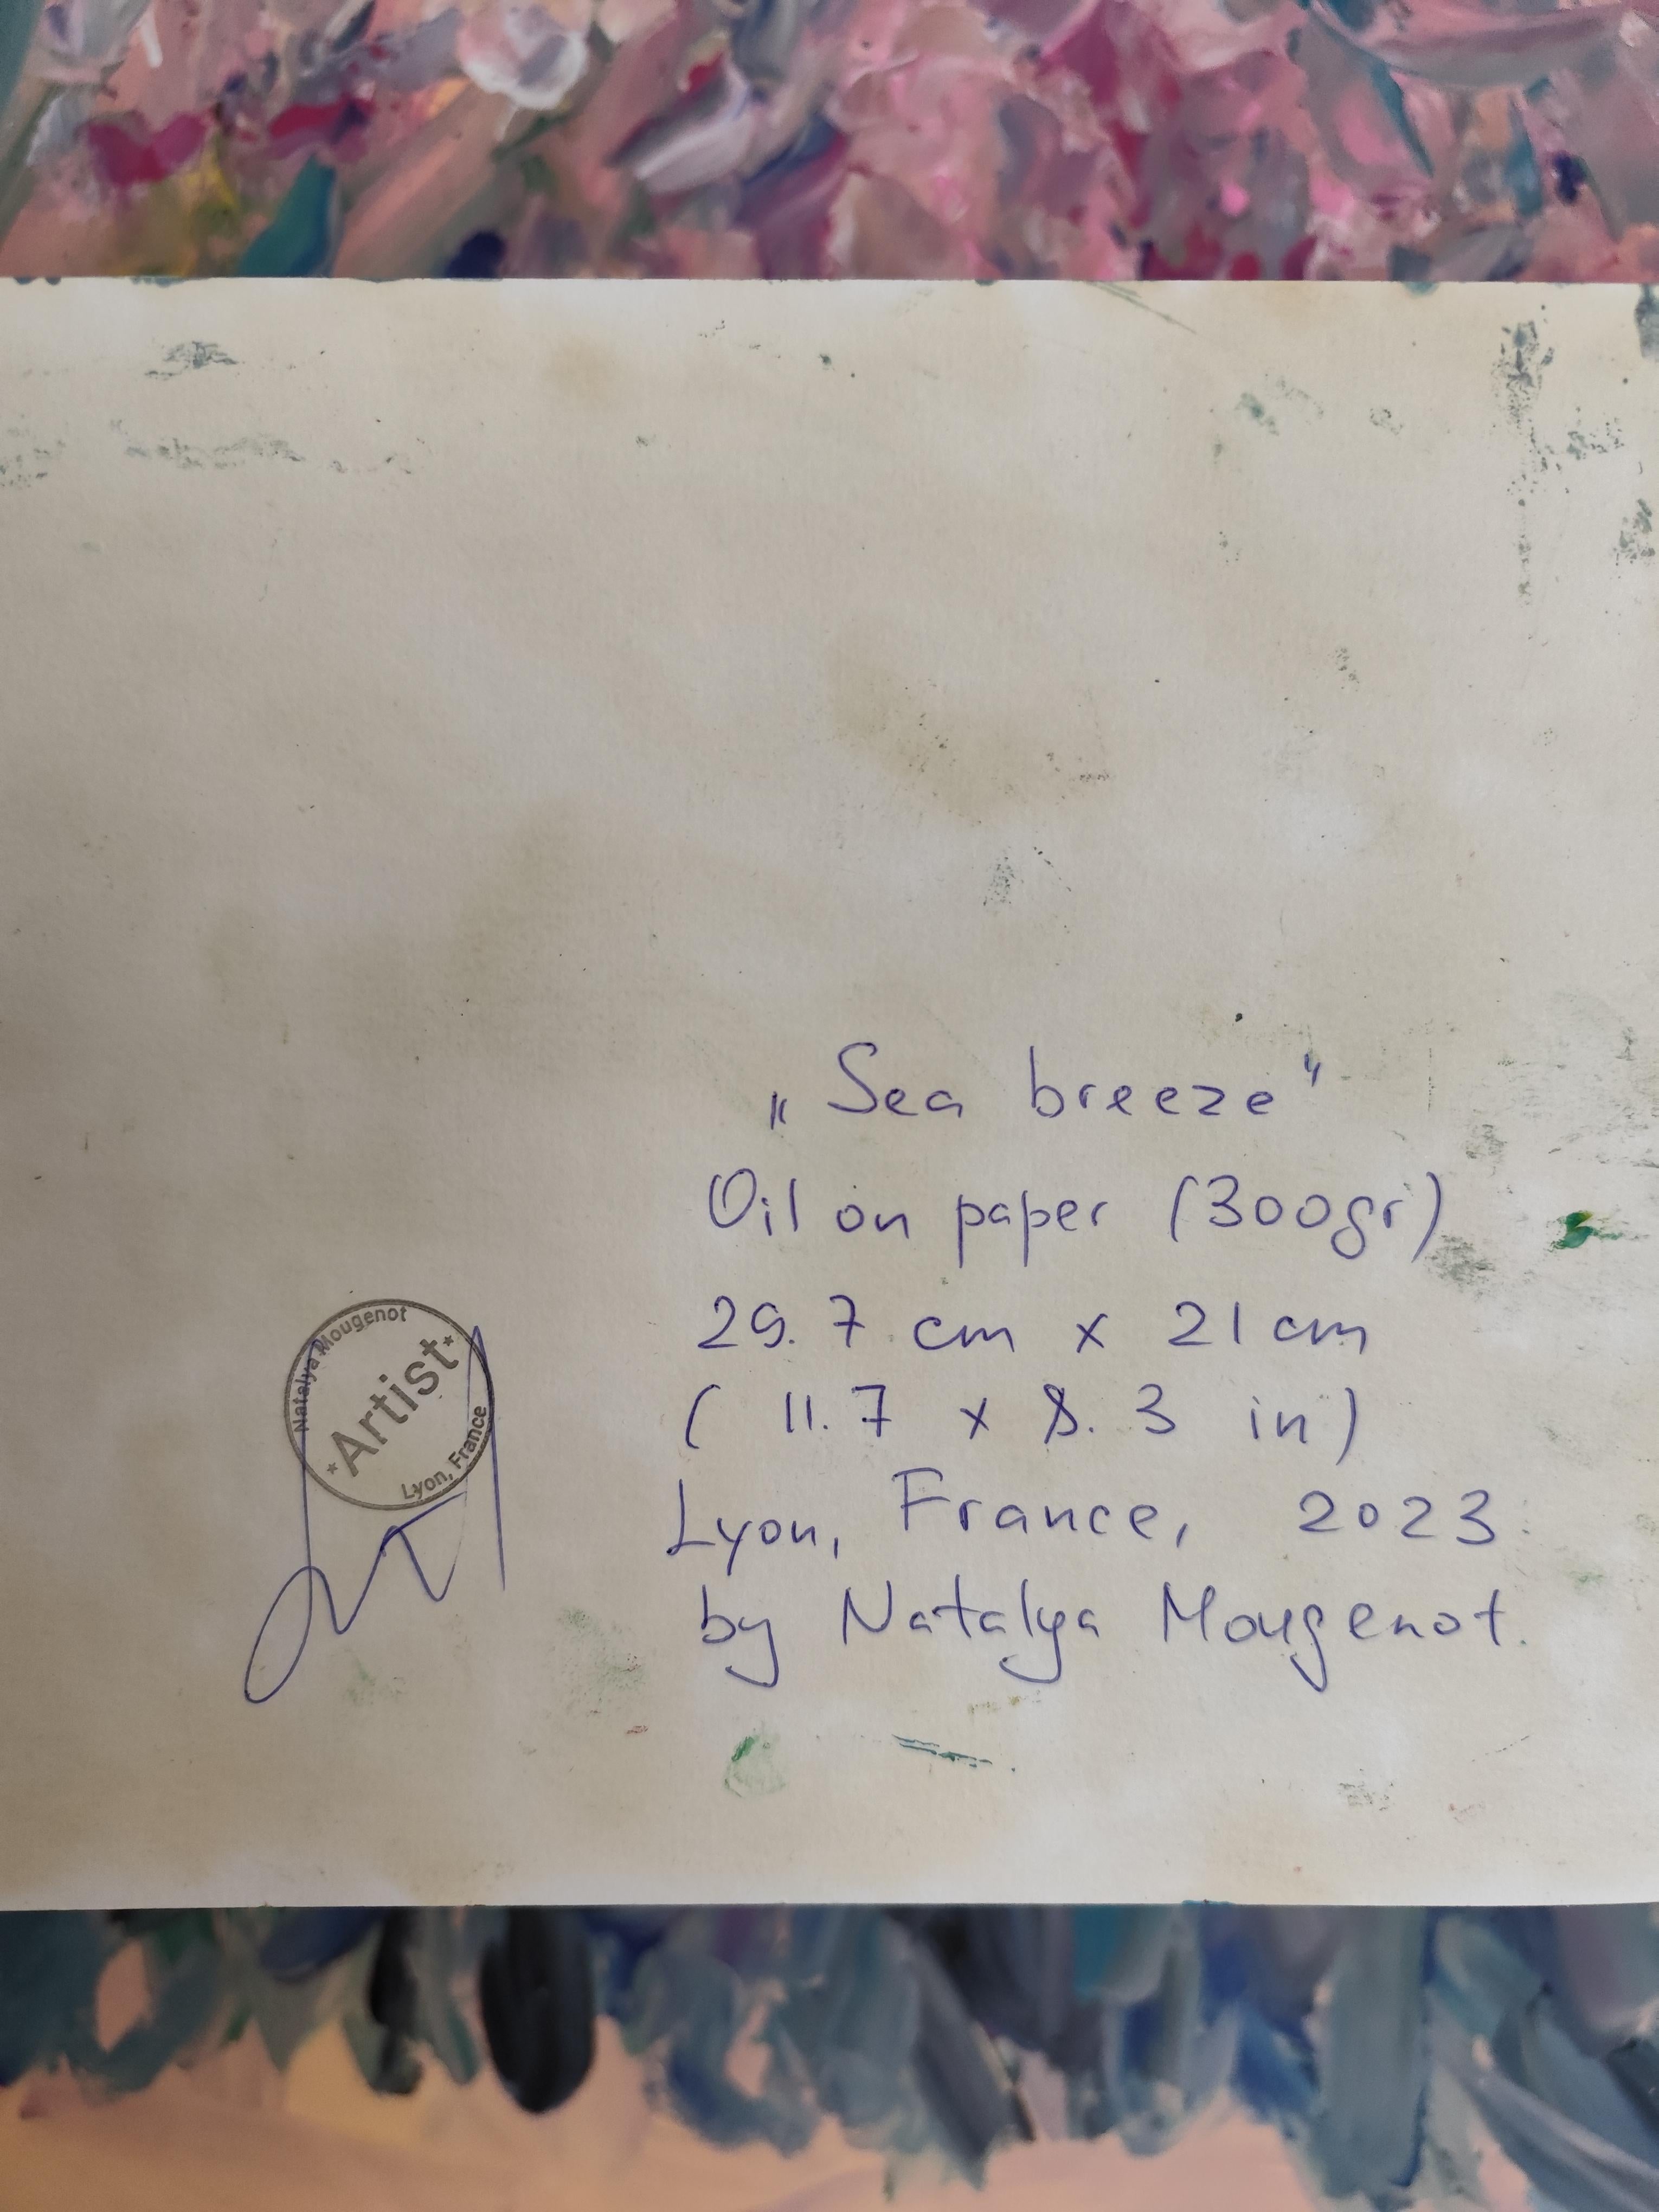 „Sea breeze“
Oil on paper (300gr)
29.7 cm x 21 cm
( 11.7 x 8.3 in)
Lyon, France, 2023
by Natalya Mougenot.
Natalya Mougenot
*Artist*
Lyon, France